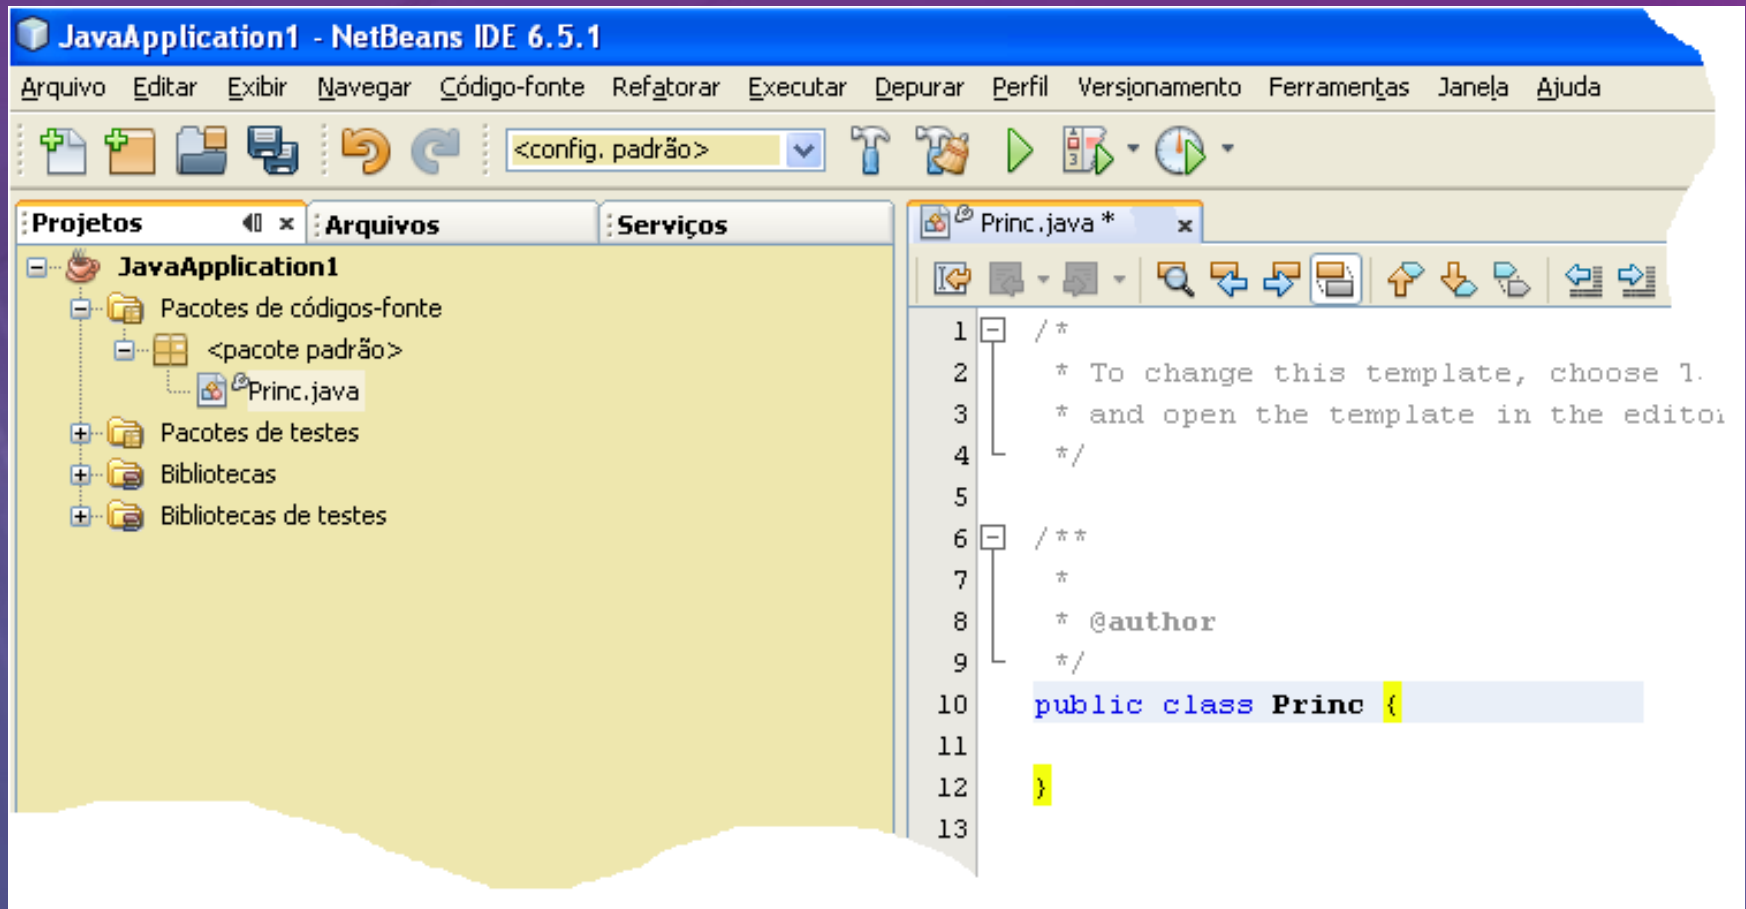 JavaApplication1 - NetBeans IDE 6.5.1
Arquivo Editar Exibir Navegar Código-fonte Refatorar Executar Depurar Perfil Versionamento Ferramentas Janela Ajuda
<config. padrão>
Projetos Arquivos Serviços
Princ.java *
JavaApplication1
Pacotes de códigos-fonte
<pacote padrão>
Princ.java
Pacotes de testes
Bibliotecas
Bibliotecas de testes
1 /*
2 * To change this template, choose
3 * and open the template in the editor
4 */
5
6 /**
7 *
8 * @author
9 */
10 public class Princ {
11
12 }
13